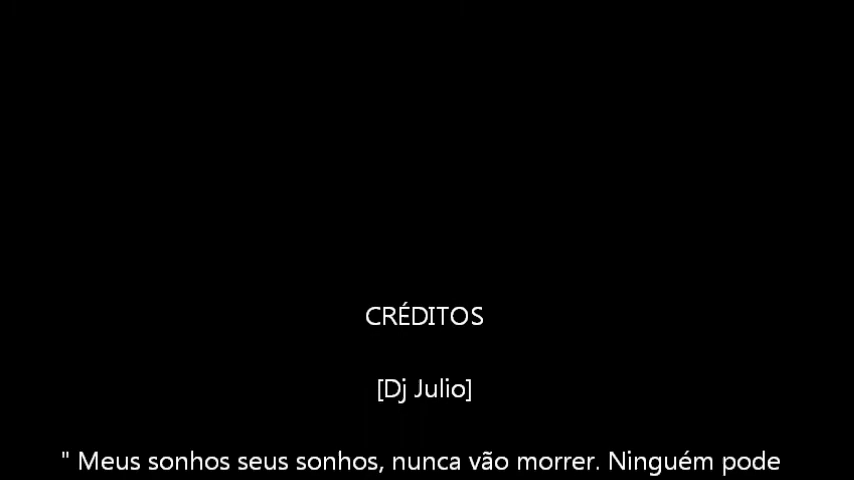 CRÉDITOS
[Dj Julio]
" Meus sonhos seus sonhos, nunca vão morrer. Ninguém pode